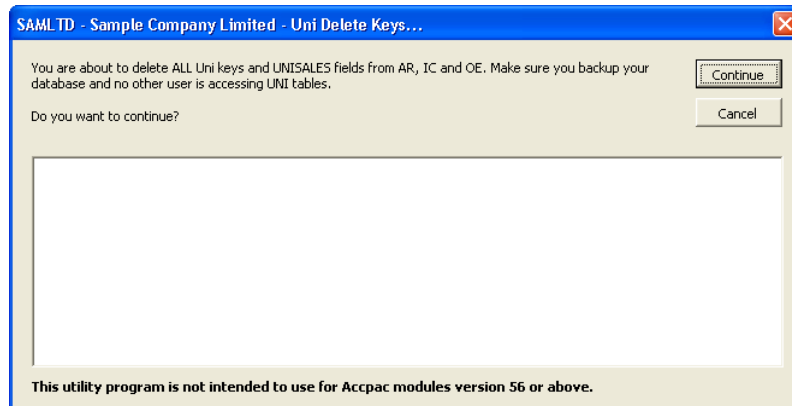 SAMLTD - Sample Company Limited - Uni Delete Keys...
You are about to delete ALL Uni keys and UNISALES fields from AR, IC and OE. Make sure you backup your
database and no other user is accessing UNI tables.
Continue
Do you want to continue?
Cancel
This utility program is not intended to use for Accpac modules version 56 or above.